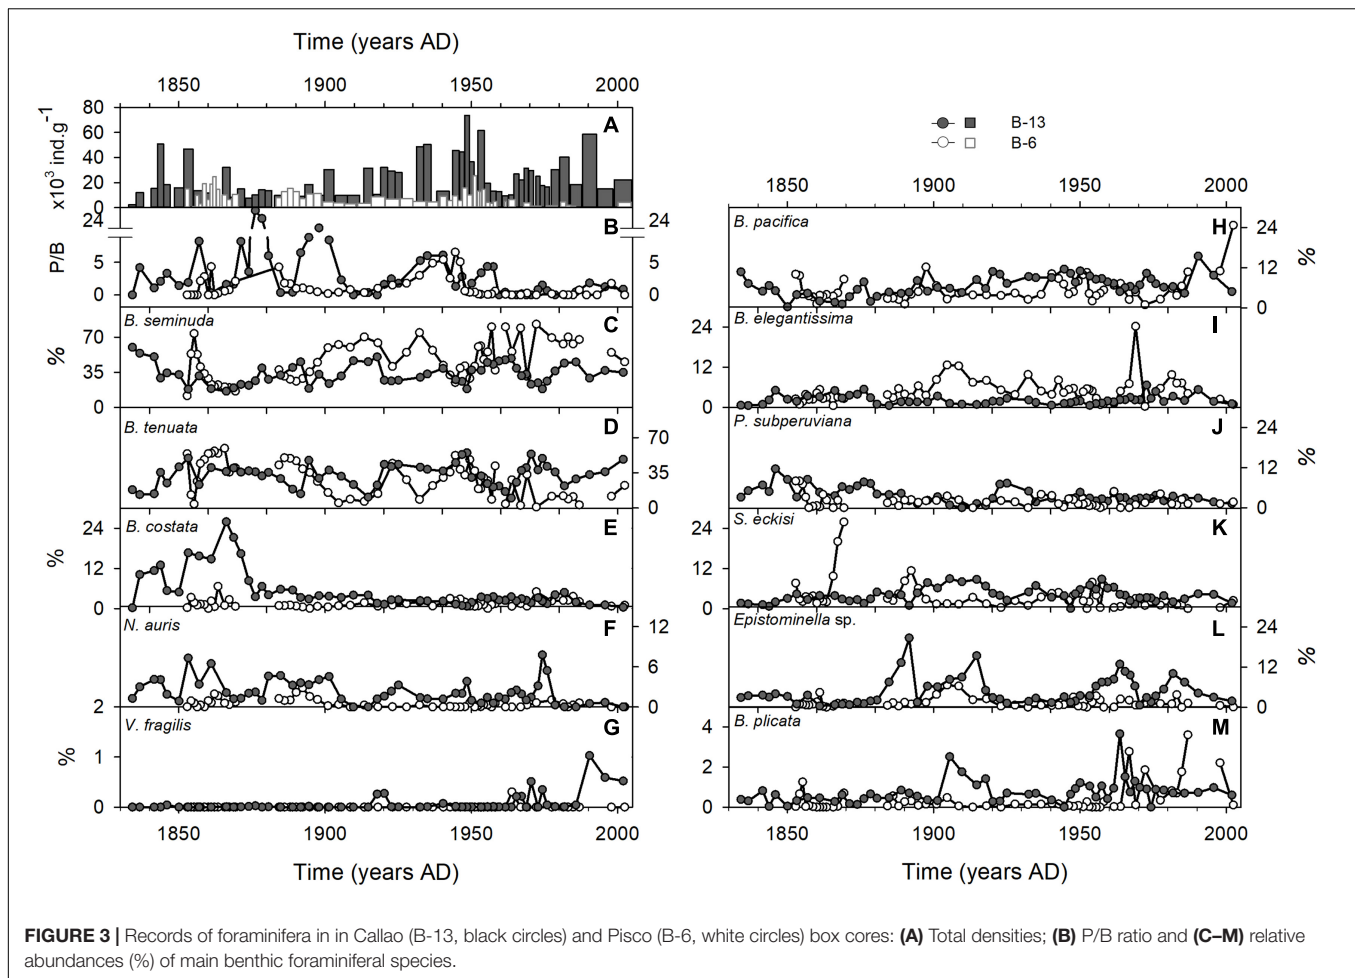 Time (years AD)
1850 1900 1950 2000
80
60
40
20
0
x10³ ind.g⁻¹
A
24
5
0
P/B
24
5
0
B
B. seminuda
C
70
35
0
%
B. tenuata
D
70
35
0
B. costata
E
24
12
0
%
N. auris
F
12
6
0
V. fragilis
G
2
1
0
%
1850 1900 1950 2000
Time (years AD)
B-13
B-6
1850 1900 1950 2000
B. pacifica
H
24
12
0
%
B. elegantissima
I
24
12
0
P. subperuviana
J
24
12
0
%
S. eckisi
K
24
12
0
Epistominella sp.
L
24
12
0
%
B. plicata
M
4
2
0
1850 1900 1950 2000
Time (years AD)
FIGURE 3 | Records of foraminifera in in Callao (B-13, black circles) and Pisco (B-6, white circles) box cores: (A) Total densities; (B) P/B ratio and (C–M) relative
abundances (%) of main benthic foraminiferal species.